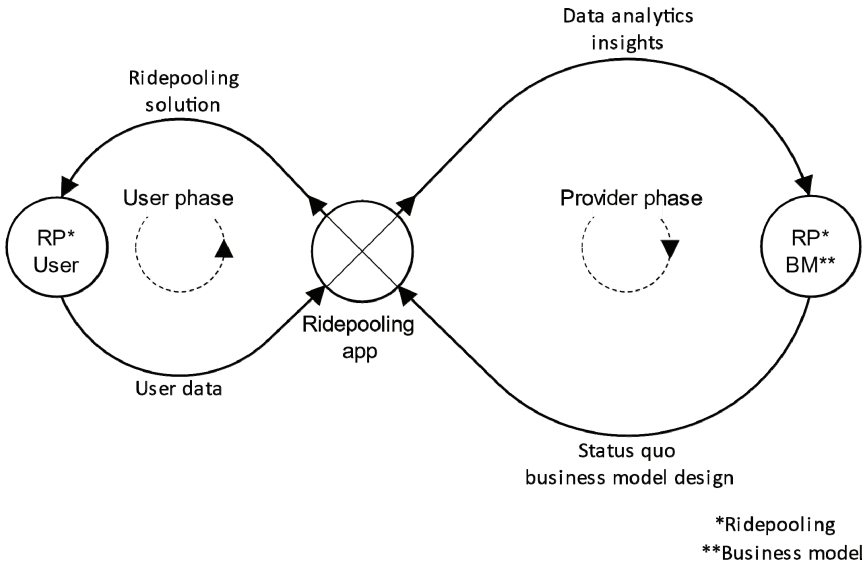 Data analytics
insights
Ridepooling
solution
User phase
Provider phase
RP*
User
RP*
BM**
Ridepooling
app
User data
Status quo
business model design
*Ridepooling
**Business model